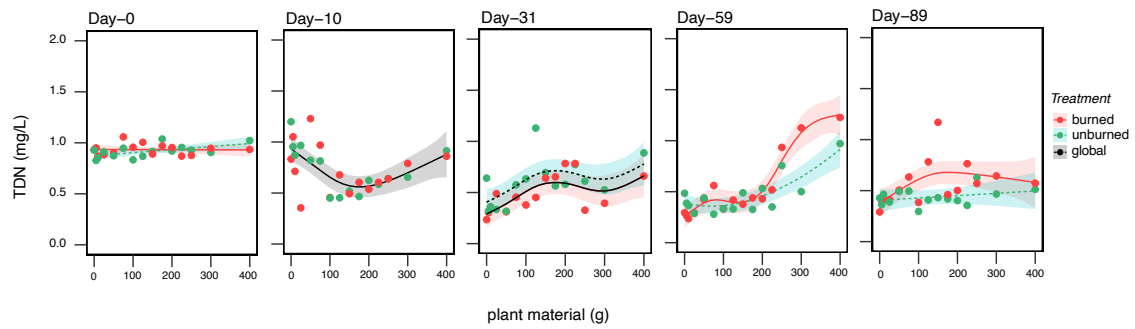 Day–0 Day–10 Day–31 Day–59 Day–89
TDN (mg/L)
2.0
1.5
1.0
0.5
0.0
0 100 200 300 400 0 100 200 300 400 0 100 200 300 400 0 100 200 300 400 0 100 200 300 400
plant material (g)
Treatment
burned
unburned
global